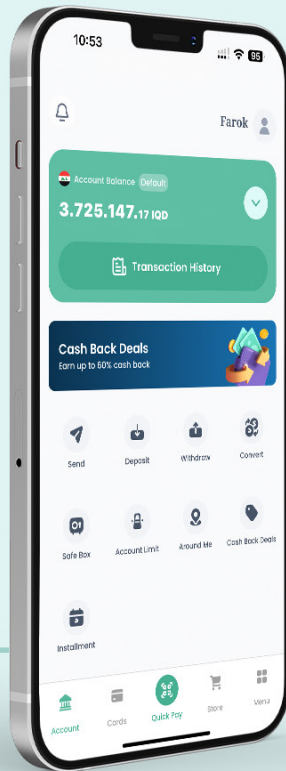 10:53
95
Farok
Account Balance Default
3.725.147.17 IQD
Transaction History
Cash Back Deals
Earn up to 60% cash back
Send Deposit Withdraw Convert
Safe Box Account Limit Around Me Cash Back Deals
Installment
Account Cards Quick Pay Store Menu